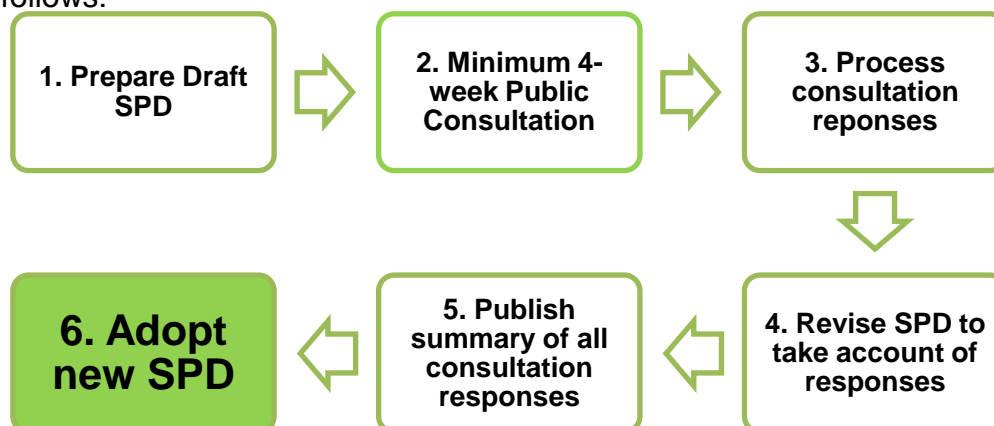 follows:
1. Prepare Draft
SPD
2. Minimum 4-
week Public
Consultation
3. Process
consultation
reponses
4. Revise SPD to
take account of
responses
5. Publish
summary of all
consultation
responses
6. Adopt
new SPD